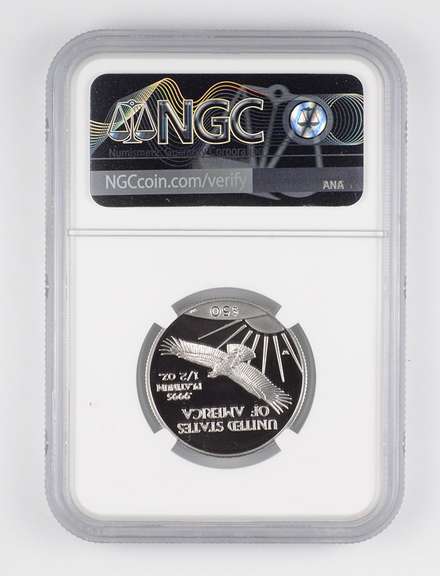 NGC
Numismatic Guaranty Corporation
NGCcoin.com/verify
ANA
UNITED STATES
OF AMERICA
.9995
PLATINUM
1/2 OZ.
$50